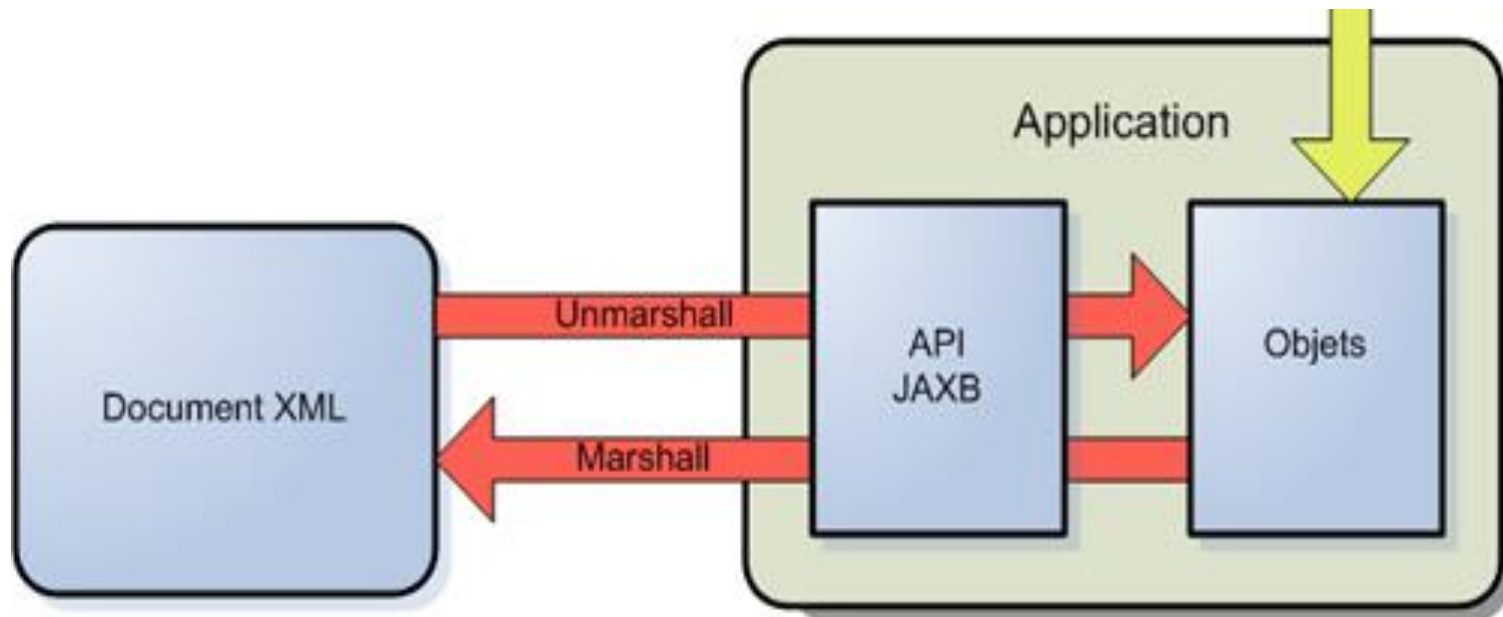 Application
Unmarshall
API
JAXB
Objets
Document XML
Marshall